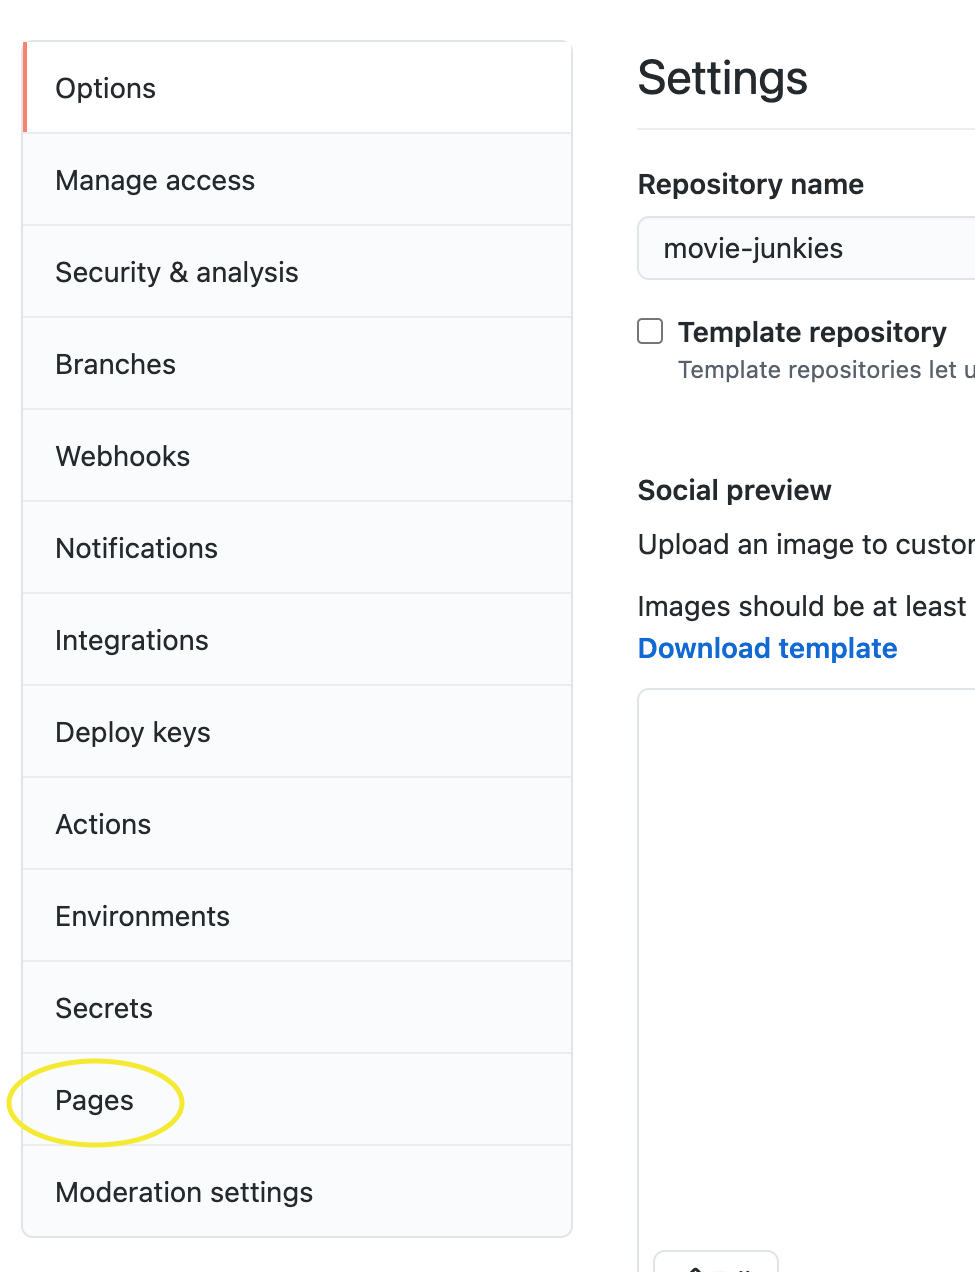 Options
Manage access
Security & analysis
Branches
Webhooks
Notifications
Integrations
Deploy keys
Actions
Environments
Secrets
Pages
Moderation settings
Settings
Repository name
movie-junkies
Template repository
Template repositories let
Social preview
Upload an image to
Images should be at least
Download template